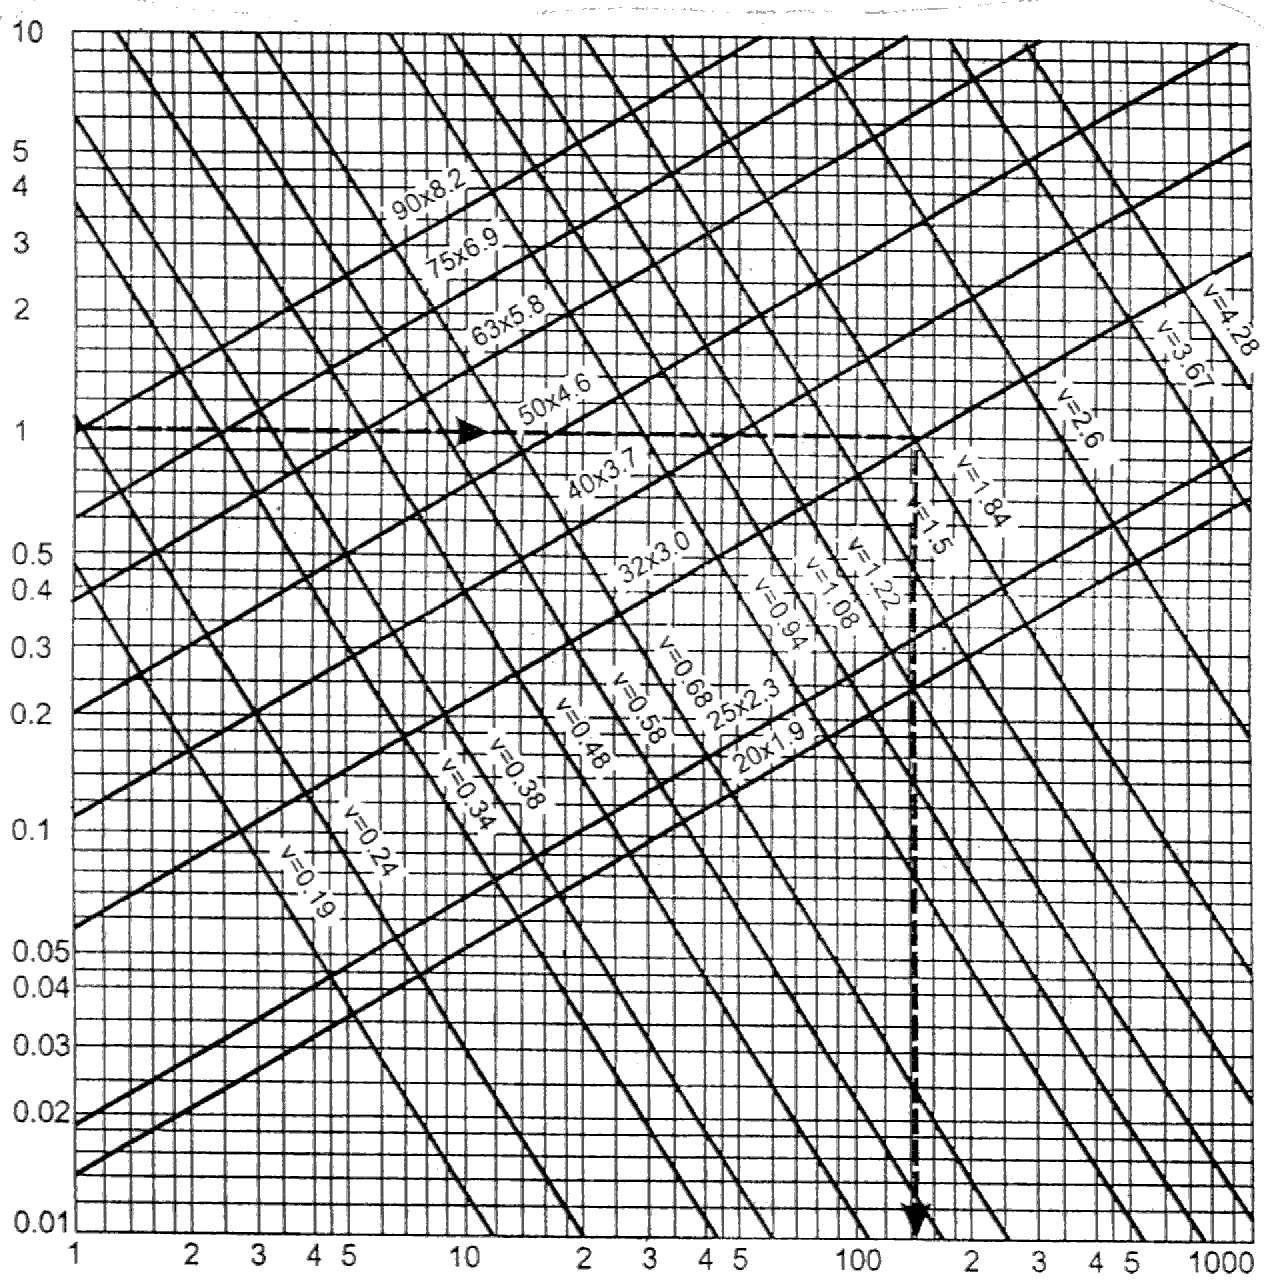 10
5
4
3
2
1
0.5
0.4
0.3
0.2
0.1
0.05
0.04
0.03
0.02
0.01
90x8.2
75x6.9
63x5.8
50x4.6
40x3.7
32x3.0
25x2.3
20x1.9
v=0.19
v=0.24
v=0.34
v=0.38
v=0.48
v=0.58
v=0.68
v=0.94
v=1.08
v=1.22
v=1.5
v=1.84
v=2.6
v=3.67
v=4.28
1 2 3 4 5 10 2 3 4 5 100 2 3 4 5 1000